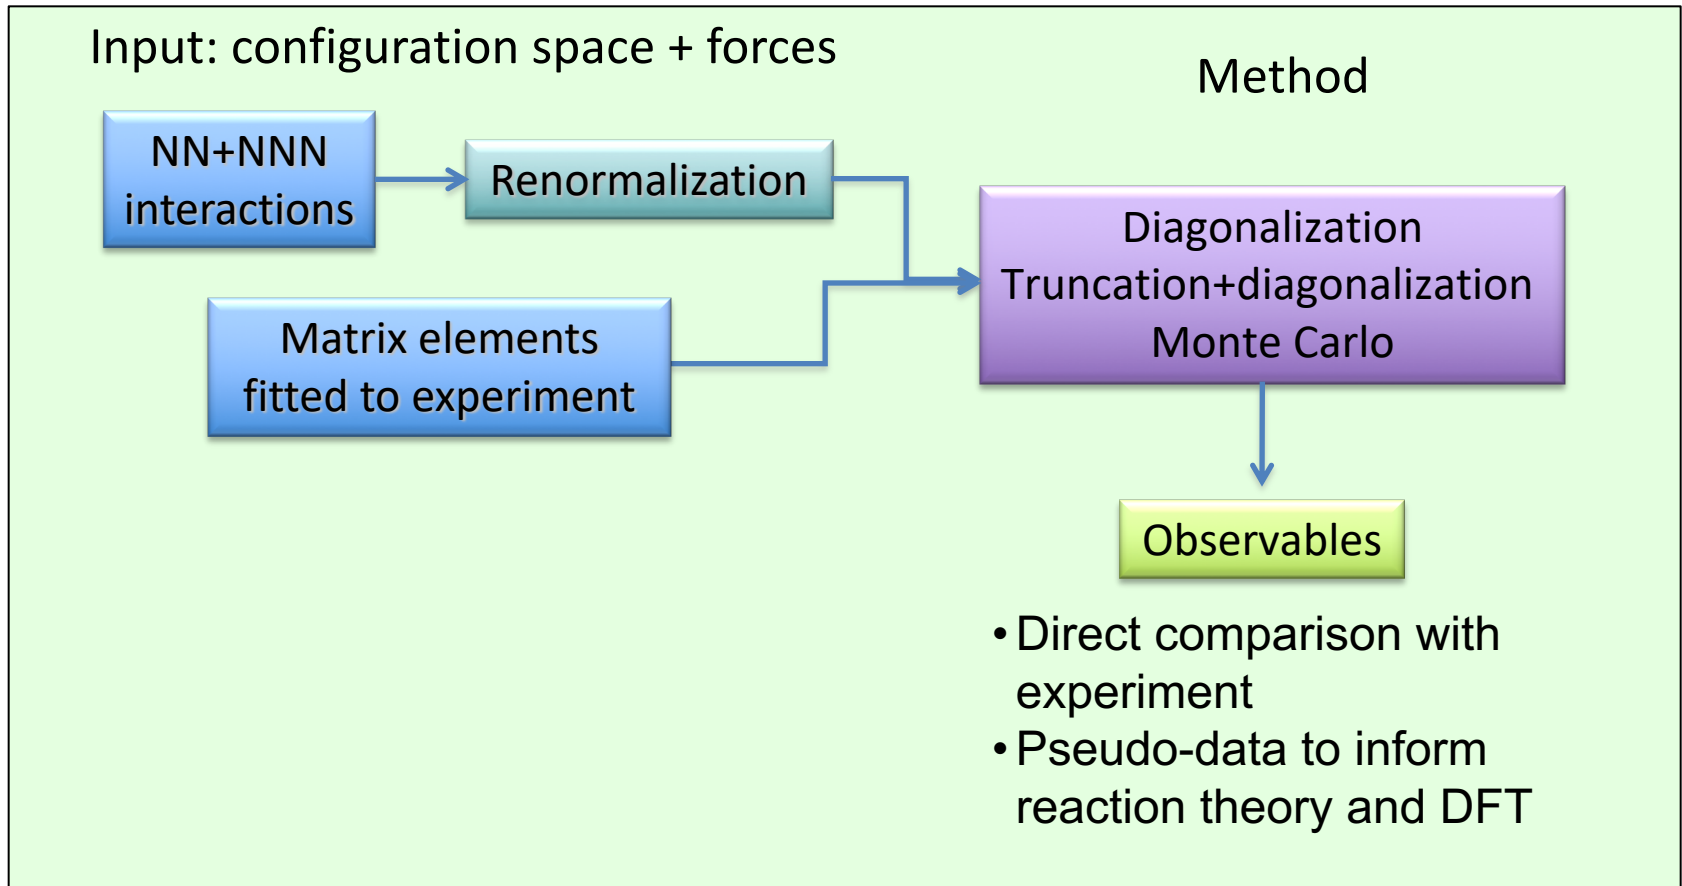 Input: configuration space + forces
Method
NN+NNN
interactions
Renormalization
Matrix elements
fitted to experiment
Diagonalization
Truncation+diagonalization
Monte Carlo
Observables
• Direct comparison with
experiment
• Pseudo-data to inform
reaction theory and DFT